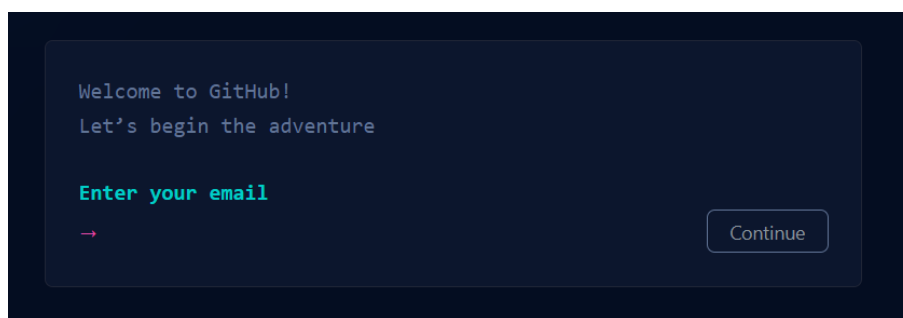 Welcome to GitHub!
Let’s begin the adventure
Enter your email
→
Continue